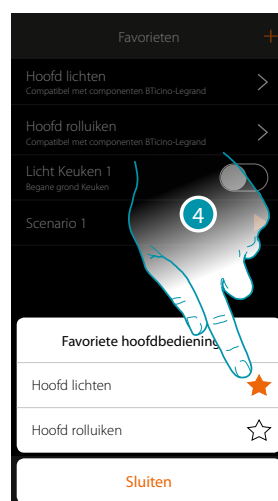 Favorieten +
Hoofd lichten
Compatibel met componenten BTicino-Legrand
Hoofd rolluiken
Compatibel met componenten BTicino-Legrand
Licht Keuken 1
Begane grond Keuken
Scenario 1
4
Favoriete hoofdbediening
Hoofd lichten
Hoofd rolluiken
Sluiten